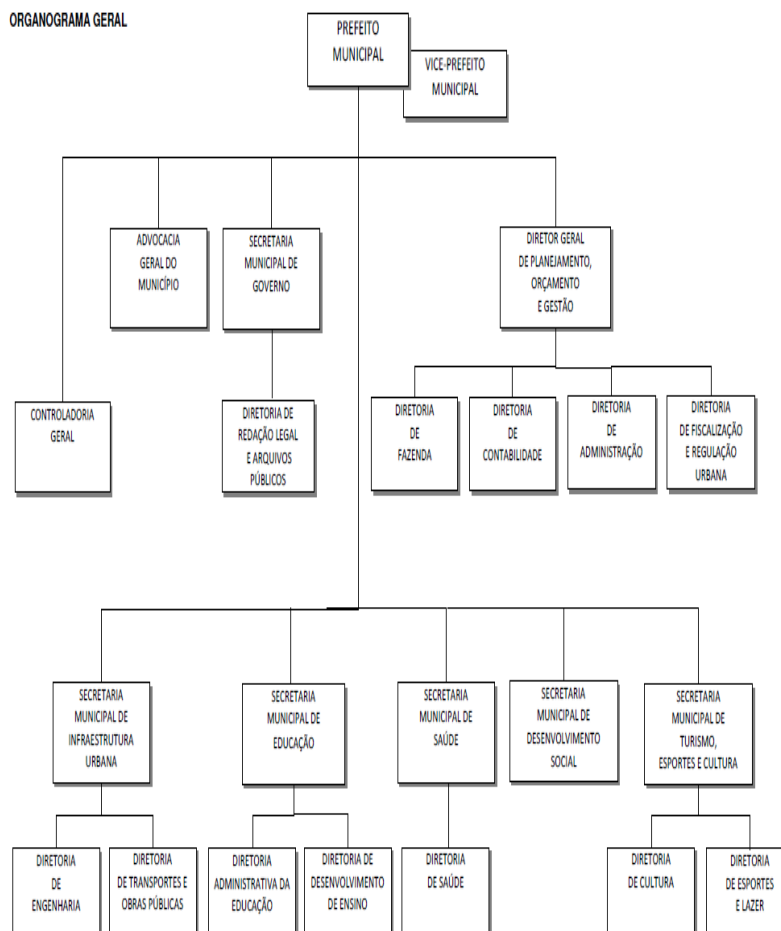 ORGANOGRAMA GERAL
PREFEITO
MUNICIPAL
VICE-PREFEITO
MUNICIPAL
ADVOCACIA
GERAL DO
MUNICÍPIO
SECRETARIA
MUNICIPAL DE
GOVERNO
DIRETOR GERAL
DE PLANEJAMENTO,
ORÇAMENTO
E GESTÃO
CONTROLADORIA
GERAL
DIRETORIA DE
REDAÇÃO LEGAL
E ARQUIVOS
PÚBLICOS
DIRETORIA
DE
FAZENDA
DIRETORIA
DE
CONTABILIDADE
DIRETORIA
DE
ADMINISTRAÇÃO
DIRETORIA
DE FISCALIZAÇÃO
E REGULAÇÃO
URBANA
SECRETARIA
MUNICIPAL DE
INFRAESTRUTURA
URBANA
SECRETARIA
MUNICIPAL DE
EDUCAÇÃO
SECRETARIA
MUNICIPAL DE
SAÚDE
SECRETARIA
MUNICIPAL DE
DESENVOLVIMENTO
SOCIAL
SECRETARIA
MUNICIPAL DE
TURISMO,
ESPORTES E CULTURA
DIRETORIA
DE
ENGENHARIA
DIRETORIA
DE TRANSPORTES E
OBRAS PÚBLICAS
DIRETORIA
ADMINISTRATIVA DA
EDUCAÇÃO
DIRETORIA DE
DESENVOLVIMENTO
DE ENSINO
DIRETORIA
DE SAÚDE
DIRETORIA
DE CULTURA
DIRETORIA
DE ESPORTES
E LAZER